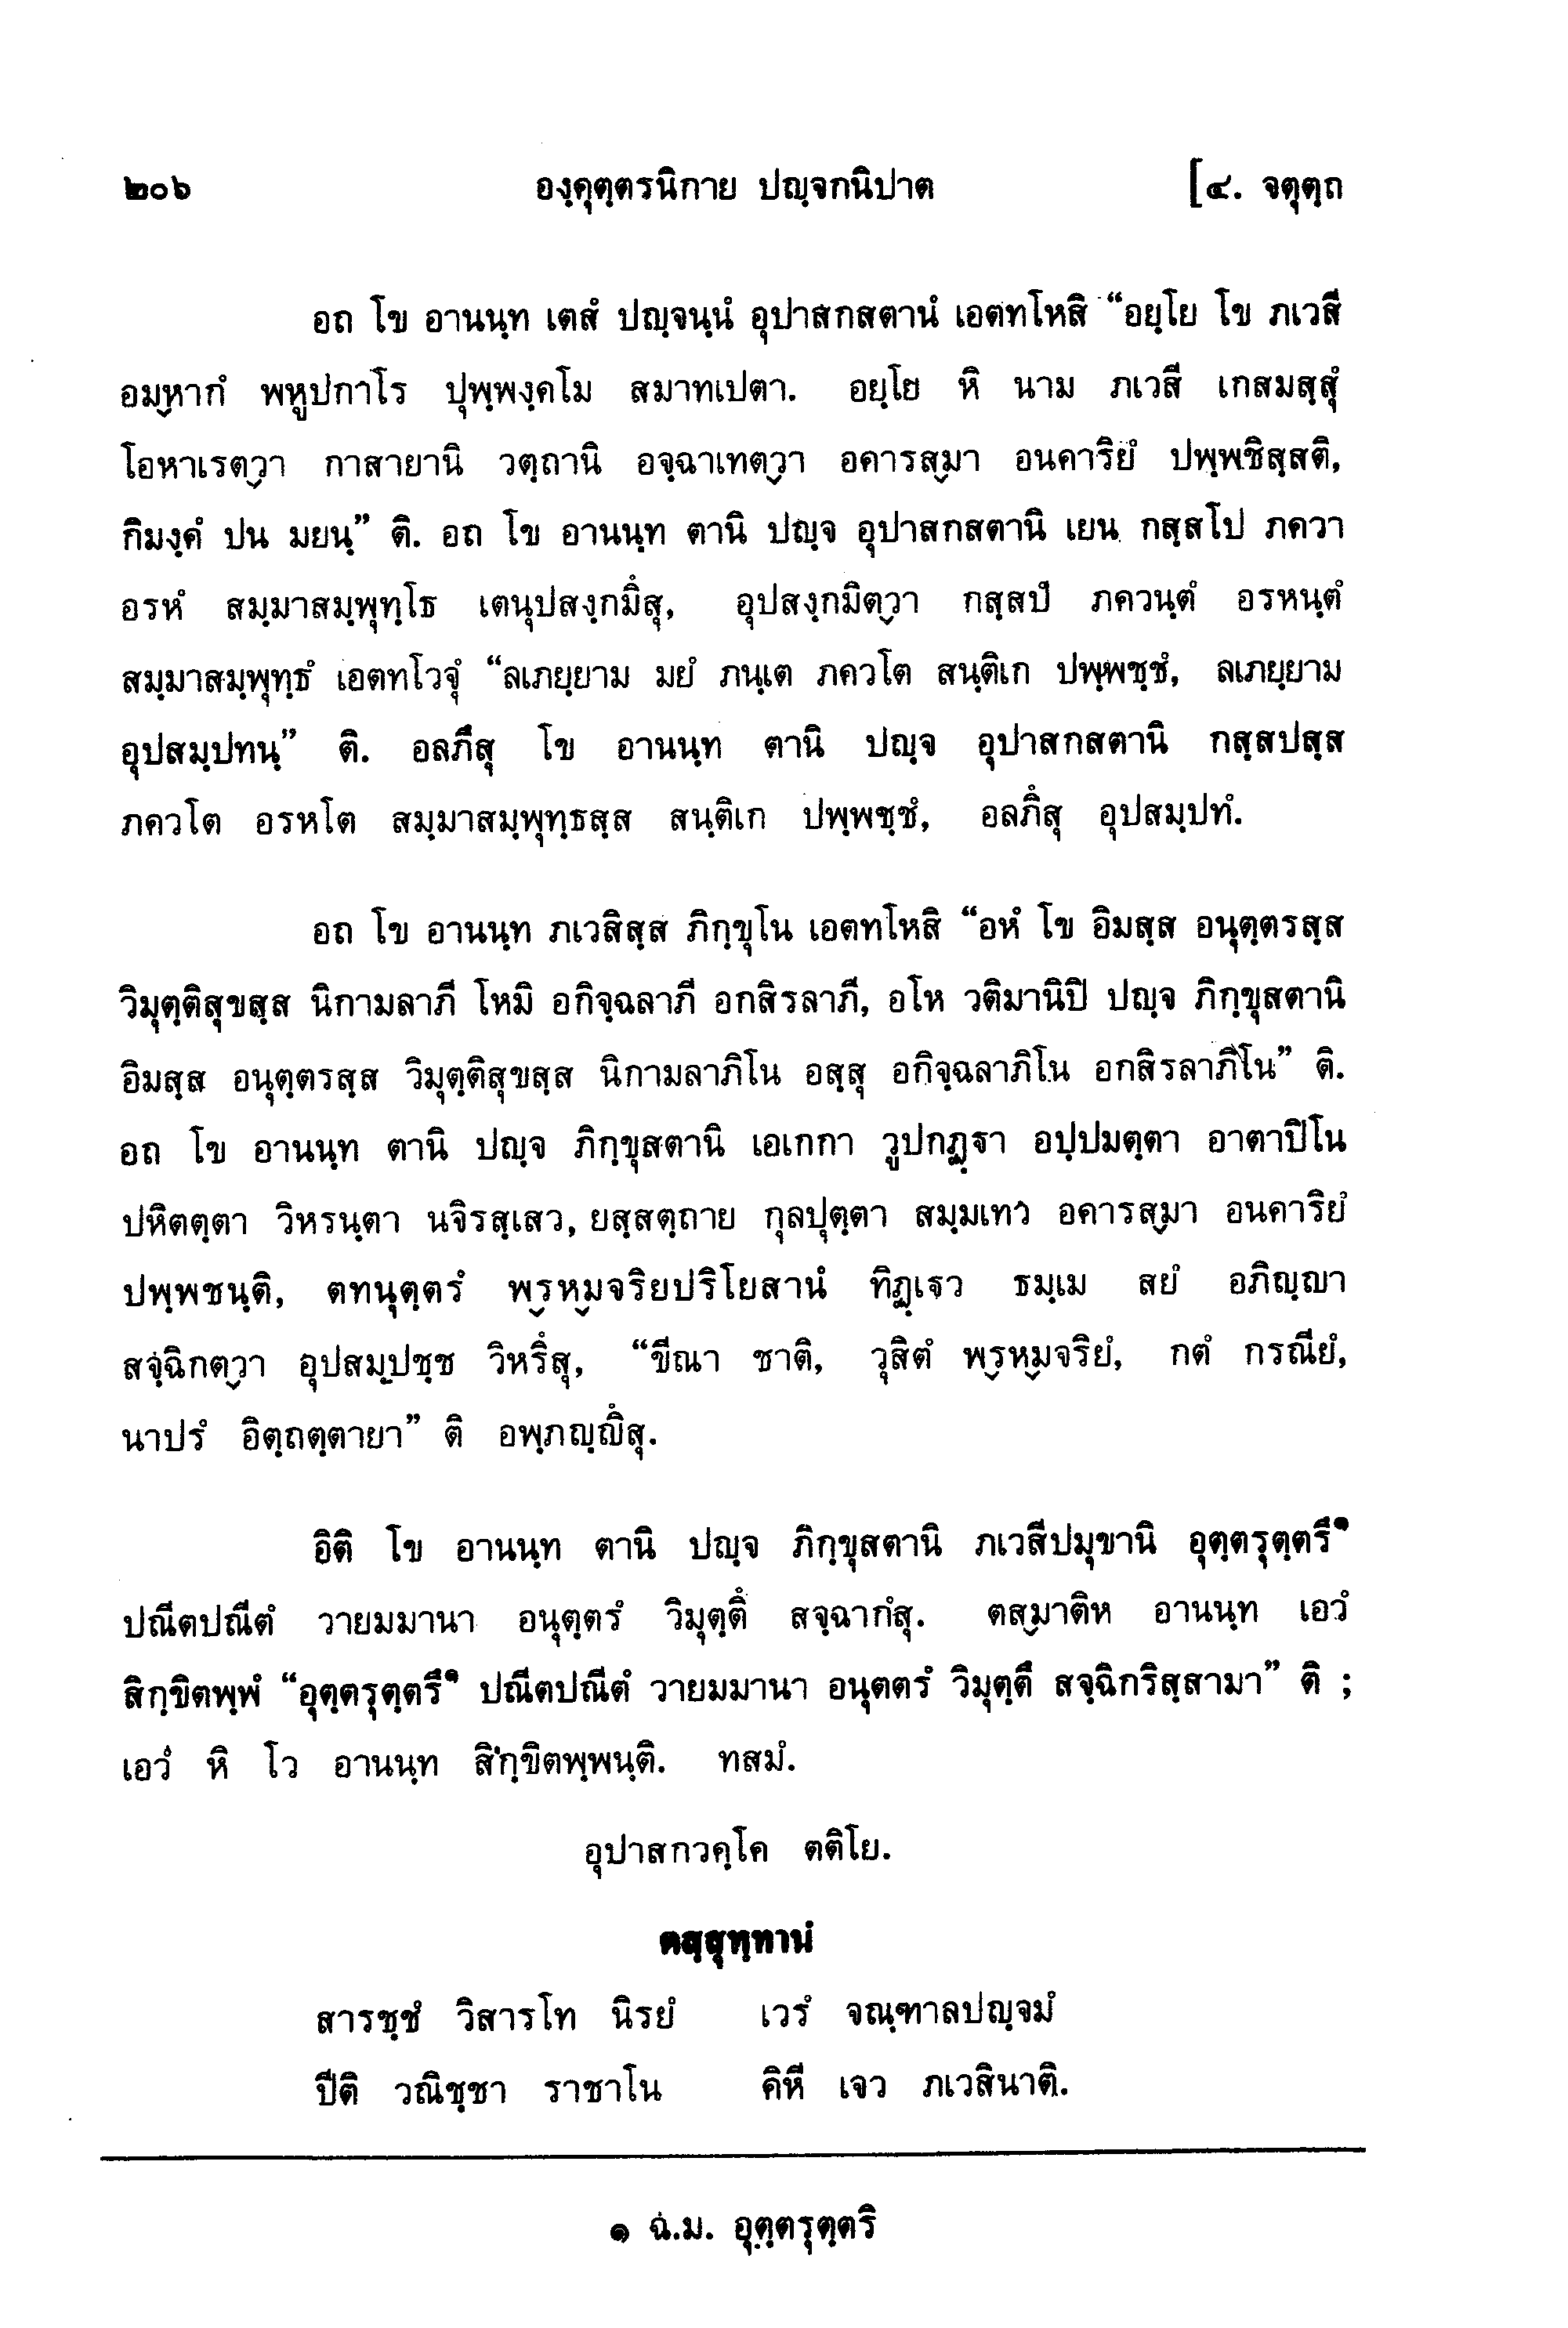 ๒๐๖ องฺคุตฺตรนิกาย ปญฺจกนิปาต [๔. จตุตฺถ
อถ โข อานนฺท เตสํ ปญฺจนฺนํ อุปาสกสตานํ เอตทโหสิ “อยฺโย โข ภเวสี
อมฺหากํ พหูปกาโร ปุพฺพงฺคโม สมาทเปตา. อยฺโย หิ นาม ภเวสี เกสมสฺสุํ
โอหาเรตฺวา กาสายานิ วตฺถานิ อจฺฉาเทตฺวา อคารสฺมา อนคาริยํ ปพฺพชิสฺสติ,
กิมงฺคํ ปน มยนฺ” ติ. อถ โข อานนฺท ตานิ ปญฺจ อุปาสกสตานิ เยน กสฺสโป ภควา
อรหํ สมฺมาสมฺพุทฺโธ เตนุปสงฺกมึสุ, อุปสงฺกมิตฺวา กสฺสปํ ภควนฺตํ อรหนฺตํ
สมฺมาสมฺพุทฺธํ เอตทโวจุํ “ลเภยฺยาม มยํ ภนฺเต ภควโต สนฺติเก ปพฺพชฺชํ, ลเภยฺยาม
อุปสมฺปทนฺ” ติ. อลภึสุ โข อานนฺท ตานิ ปญฺจ อุปาสกสตานิ กสฺสปสฺส
ภควโต อรหโต สมฺมาสมฺพุทฺธสฺส สนฺติเก ปพฺพชฺชํ, อลภึสุ อุปสมฺปทํ.
อถ โข อานนฺท ภเวสิสฺส ภิกฺขุโน เอตทโหสิ “อหํ โข อิมสฺส อนุตฺตรสฺส
วิมุตฺติสุขสฺส นิกามลาภี โหมิ อกิจฺฉลาภี อกสิรลาภี, อโห วติมานิปิ ปญฺจ ภิกฺขุสตานิ
อิมสฺส อนุตฺตรสฺส วิมุตฺติสุขสฺส นิกามลาภิโน อสฺสุ อกิจฺฉลาภิโน อกสิรลาภิโน” ติ.
อถ โข อานนฺท ตานิ ปญฺจ ภิกฺขุสตานิ เอเกกา วูปกฏฺฐา อปฺปมตฺตา อาตาปิโน
ปหิตตฺตา วิหรนฺตา นจิรสฺเสว, ยสฺสตฺถาย กุลปุตฺตา สมฺมเทว อคารสฺมา อนคาริยํ
ปพฺพชนฺติ, ตทนุตฺตรํ พฺรหฺมจริยปริโยสานํ ทิฏฺเฐว ธมฺเม สยํ อภิญฺญา
สจฺฉิกตฺวา อุปสมฺปชฺช วิหรึสุ, “ขีณา ชาติ, วุสิตํ พฺรหฺมจริยํ, กตํ กรณียํ,
นาปรํ อิตฺถตฺตายา” ติ อพฺภญฺญึสุ.
อิติ โข อานนฺท ตานิ ปญฺจ ภิกฺขุสตานิ ภเวสีปมุขานิ อุตฺตรุตฺตรึ๑
ปณีตปณีตํ วายมมานา อนุตฺตรํ วิมุตฺตึ สจฺฉากํสุ. ตสฺมาติห อานนฺท เอวํ
สิกฺขิตพฺพํ “อุตฺตรุตฺตรึ๑ ปณีตปณีตํ วายมมานา อนุตตรํ วิมุตฺตึ สจฺฉิกริสฺสามา” ติ ;
เอวํ หิ โว อานนฺท สิกฺขิตพฺพนฺติ. ทสมํ.
อุปาสกวคฺโค ตติโย.
ตสฺสุทฺทานํ
สารชฺชํ วิสารโท นิรยํ เวรํ จณฺฑาลปญฺจมํ
ปีติ วณิชฺชา ราชาโน คิหี เจว ภเวสินาติ.
๑ ฉ.ม. อุตฺตรุตฺตริ